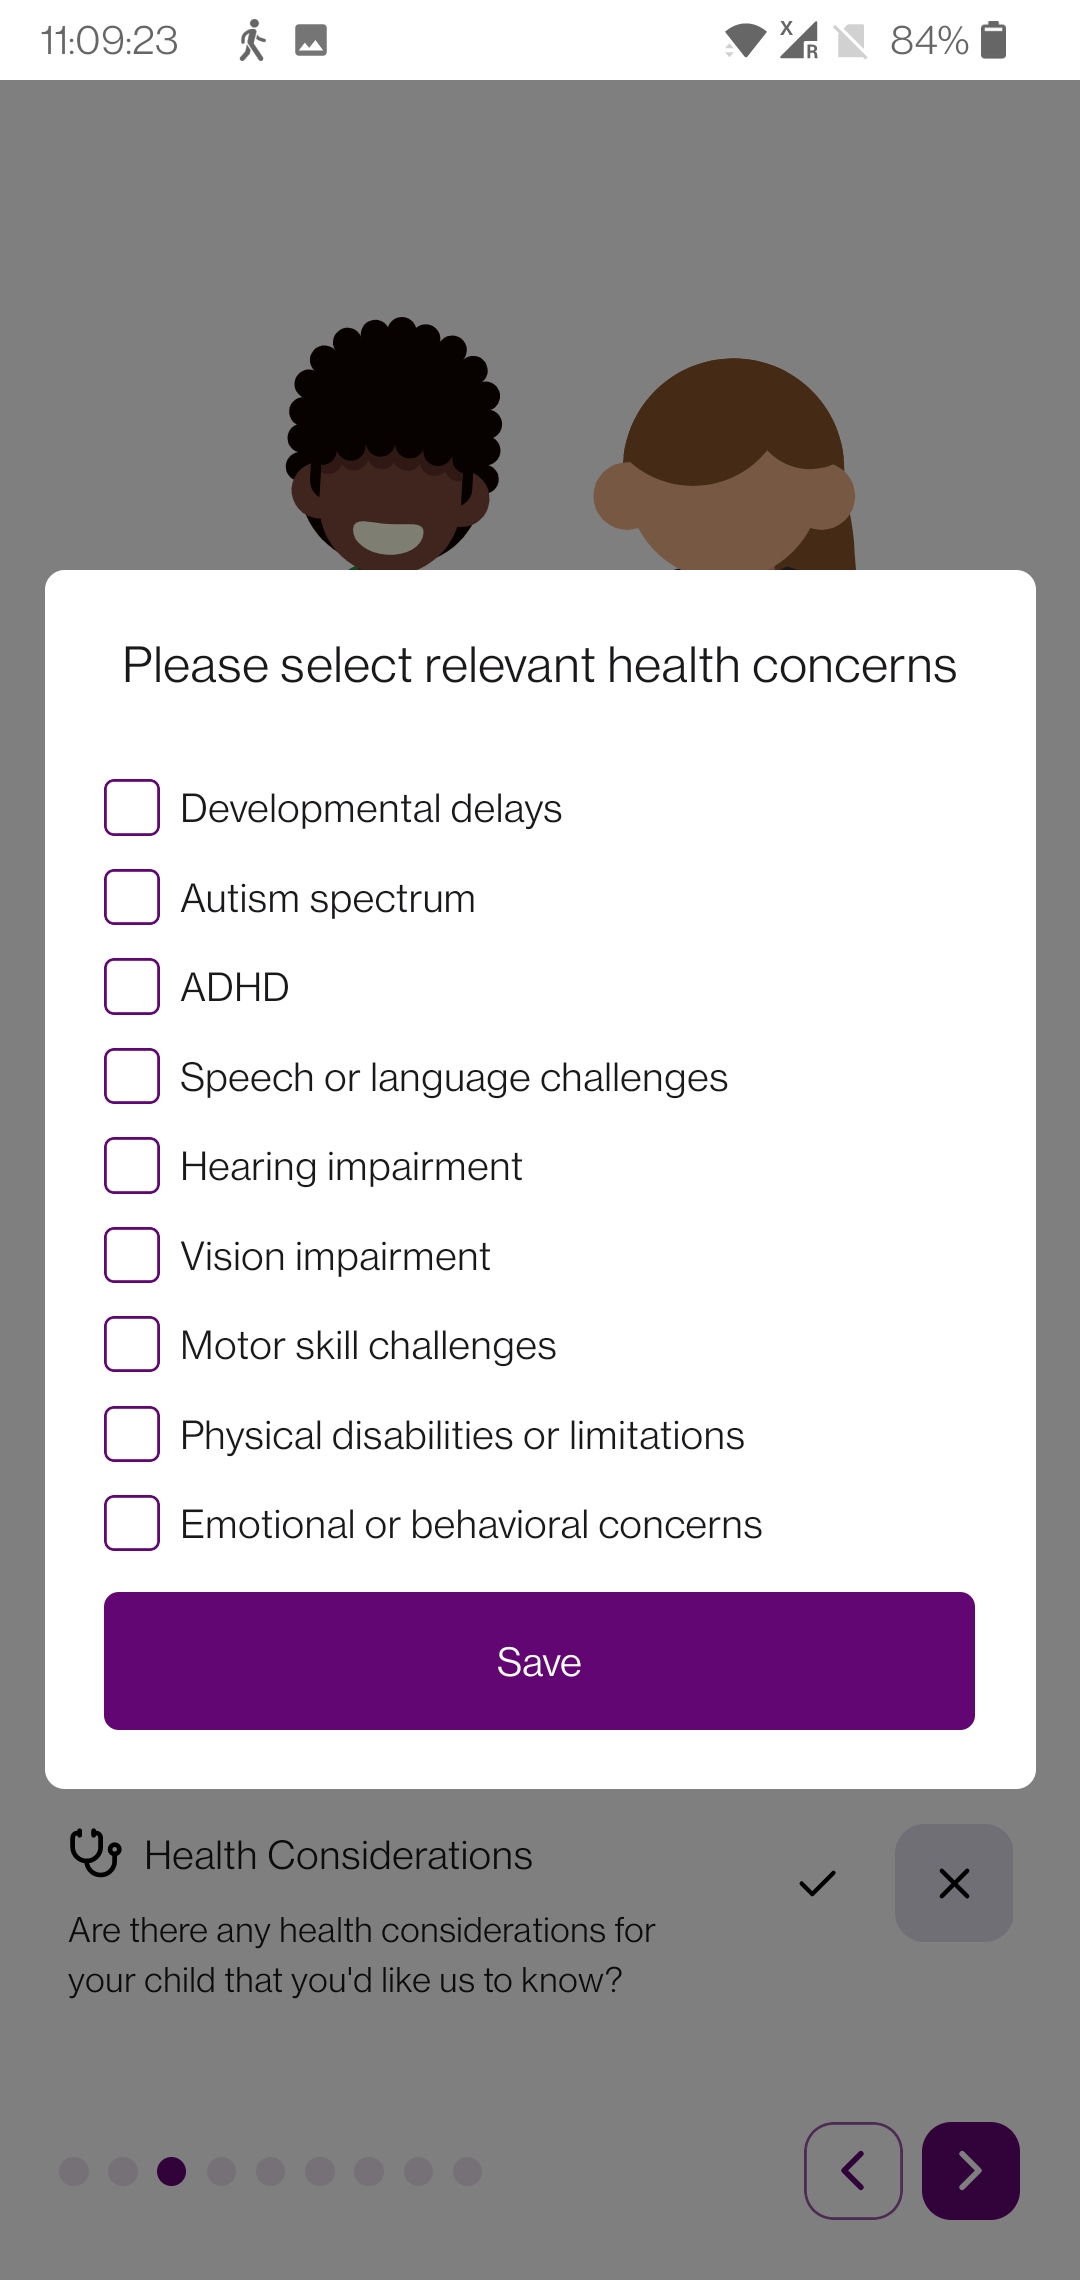 11:09:23
X
R
84%
Please select relevant health concerns
Developmental delays
Autism spectrum
ADHD
Speech or language challenges
Hearing impairment
Vision impairment
Motor skill challenges
Physical disabilities or limitations
Emotional or behavioral concerns
Save
Health Considerations
Are there any health considerations for
your child that you'd like us to know?